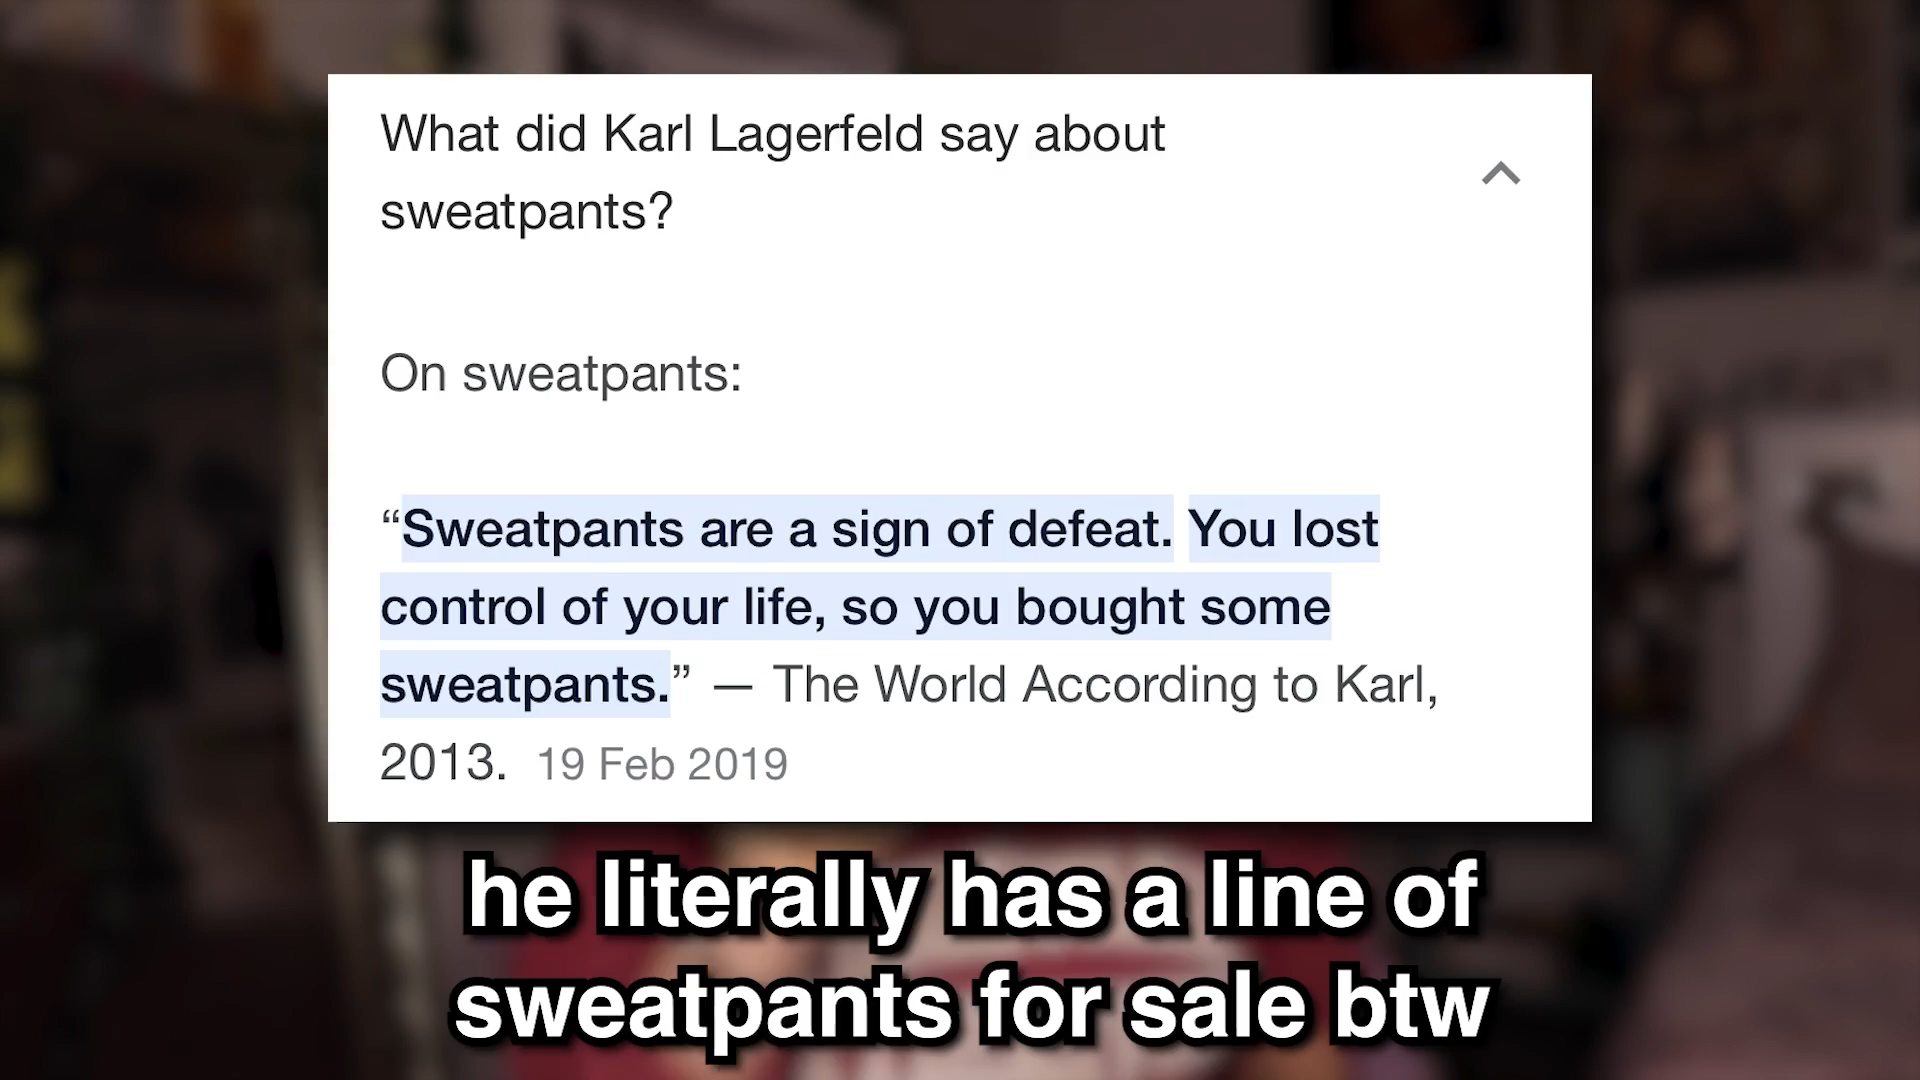 What did Karl Lagerfeld say about
sweatpants?
On sweatpants:
“Sweatpants are a sign of defeat. You lost
control of your life, so you bought some
sweatpants.” — The World According to Karl,
2013. 19 Feb 2019
he literally has a line of
sweatpants for sale btw